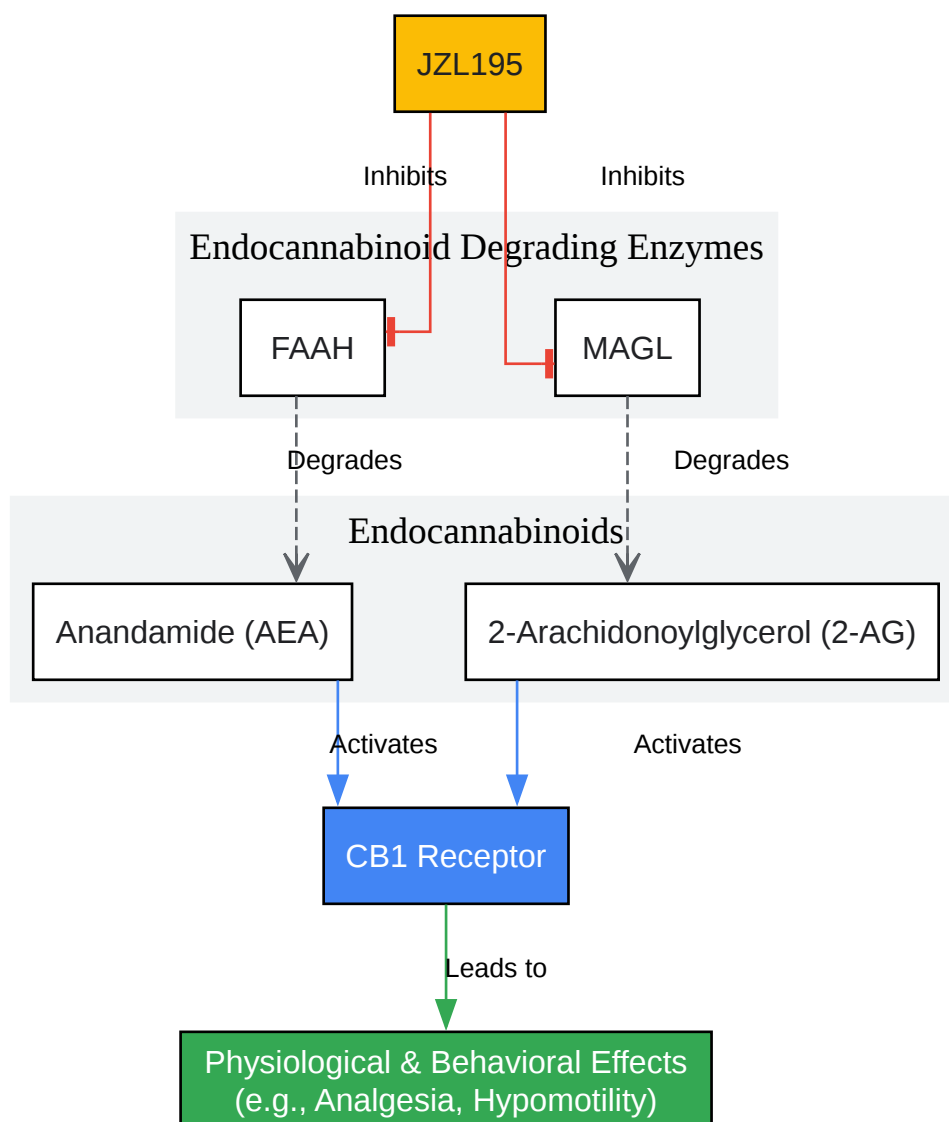 JZL195
Inhibits
Inhibits
Endocannabinoid Degrading Enzymes
FAAH
MAGL
Degrades
Degrades
Endocannabinoids
Anandamide (AEA)
2-Arachidonoylglycerol (2-AG)
Activates
Activates
CB1 Receptor
Leads to
Physiological & Behavioral Effects
(e.g., Analgesia, Hypomotility)